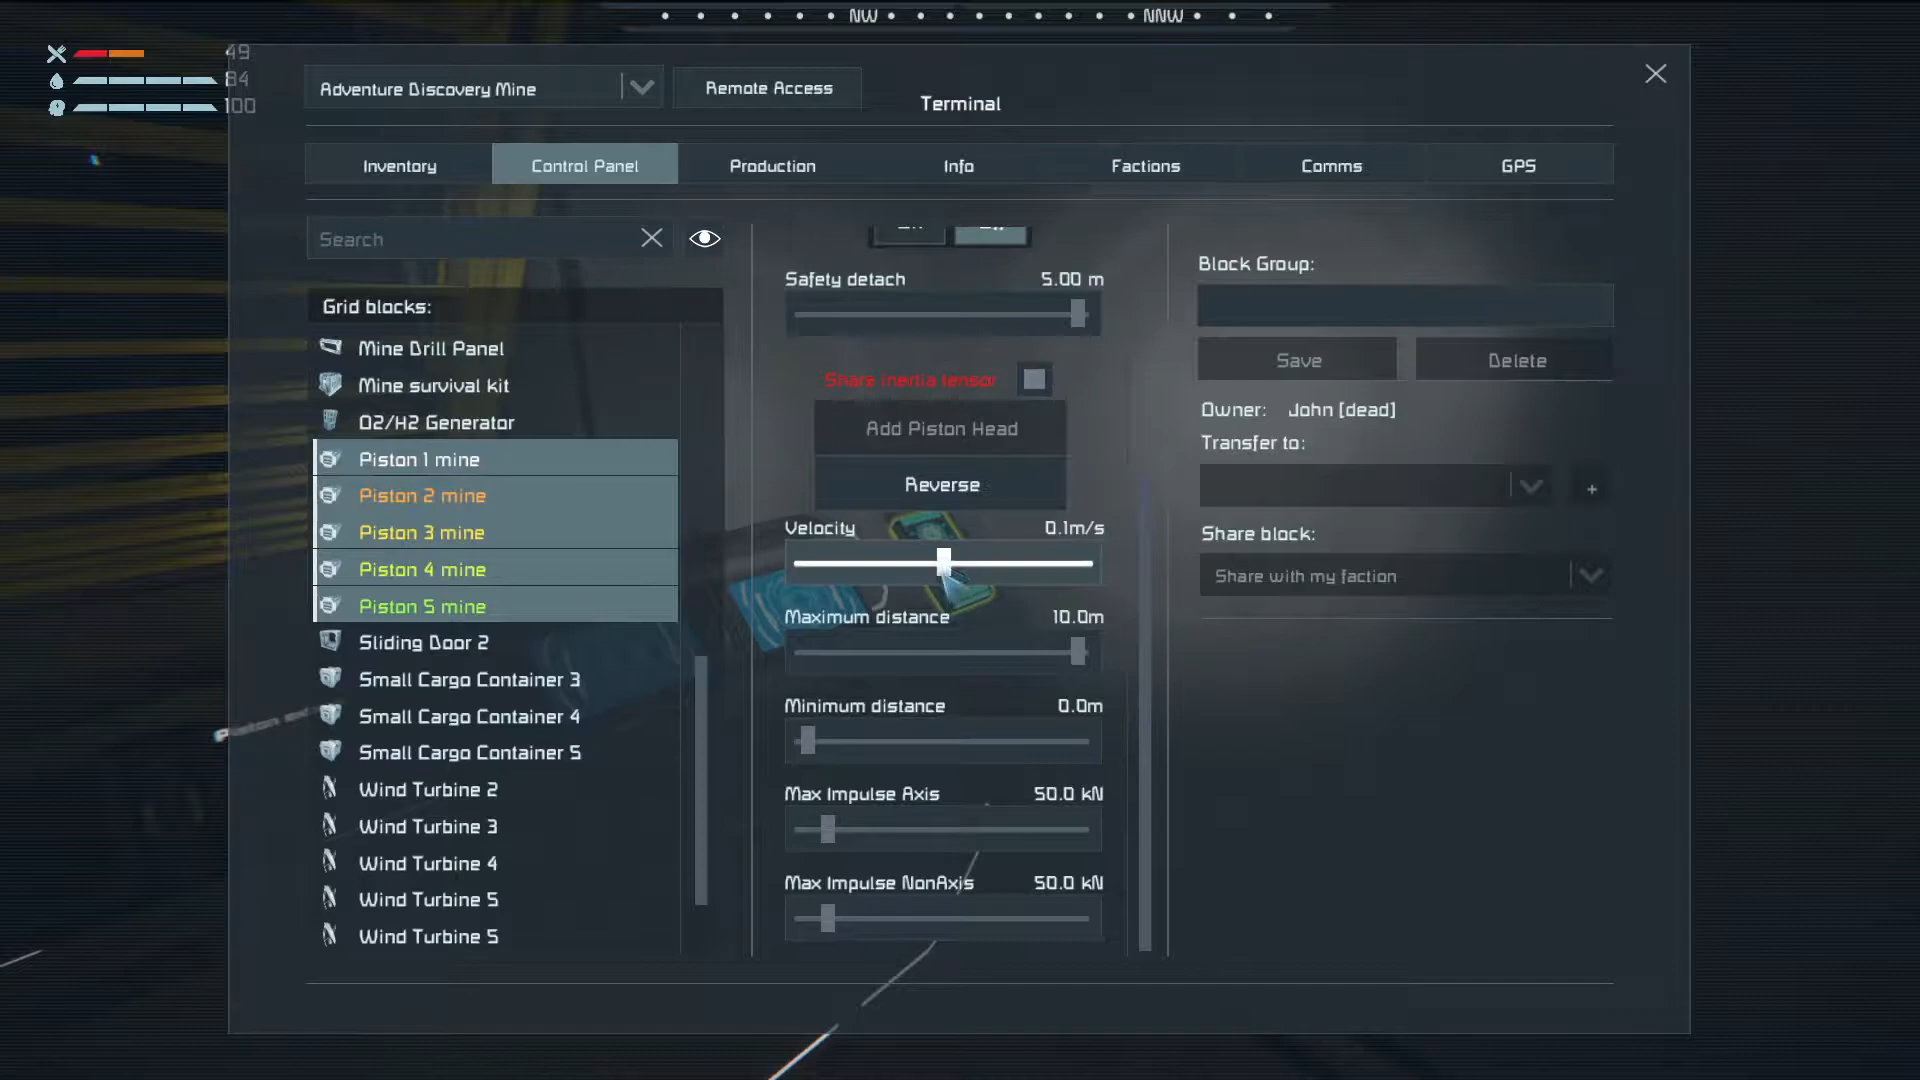 NW
NNW
49
84
100
Adventure Discovery Mine
Remote Access
Terminal
Inventory
Control Panel
Production
Info
Factions
Comms
GPS
Search
Grid blocks:
Mine Drill Panel
Mine survival kit
O2/H2 Generator
Piston 1 mine
Piston 2 mine
Piston 3 mine
Piston 4 mine
Piston 5 mine
Sliding Door 2
Small Cargo Container 3
Small Cargo Container 4
Small Cargo Container 5
Wind Turbine 2
Wind Turbine 3
Wind Turbine 4
Wind Turbine 5
Wind Turbine 5
Safety detach 5.00 m
Share inertia tensor
Add Piston Head
Reverse
Velocity 0.1m/s
Maximum distance 10.0m
Minimum distance 0.0m
Max Impulse Axis 50.0 kN
Max Impulse NonAxis 50.0 kN
Block Group:
Save
Delete
Owner: John [dead]
Transfer to:
+
Share block:
Share with my faction
Piston